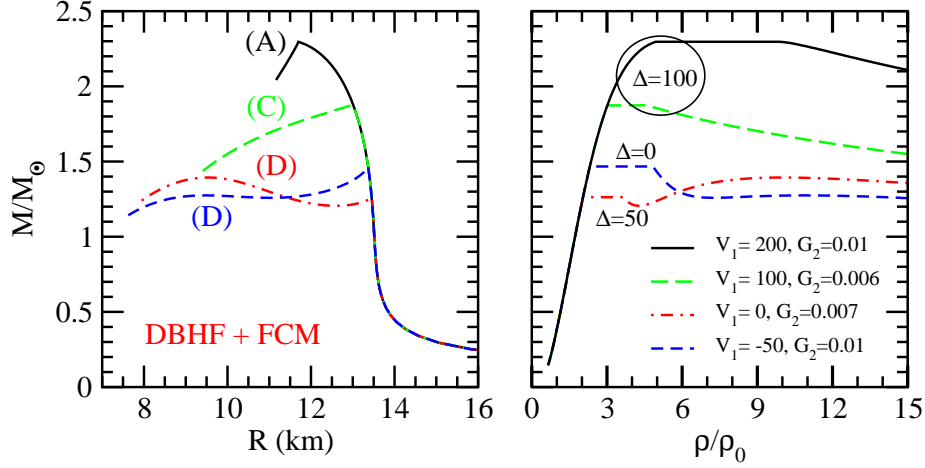 2.5
2
1.5
1
0.5
0
M/M⊙
(A)
(C)
(D)
(D)
DBHF + FCM
8 10 12 14 16
R (km)
Δ=100
Δ=0
Δ=50
V₁= 200, G₂=0.01
V₁= 100, G₂=0.006
V₁= 0, G₂=0.007
V₁= -50, G₂=0.01
0 3 6 9 12 15
ρ/ρ₀